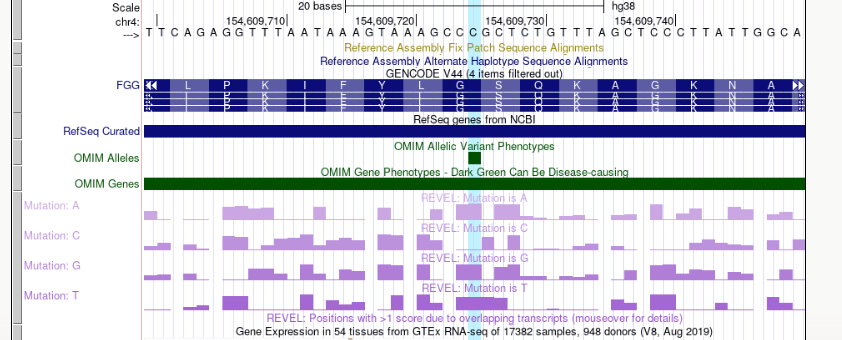 Scale 20 bases hg38
chr4: 154,609,710 154,609,720 154,609,730 154,609,740
---> T T C A G A G G T T T A A T A A A G T A A G C C C G C T C T G T T T A G C T C C C T T A T T G G C A
Reference Assembly Fix Patch Sequence Alignments
Reference Assembly Alternate Haplotype Sequence Alignments
GENCODE V44 (4 items filtered out)
FGG L P K I F Y L G S Q K A G K N A
RefSeq genes from NCBI
RefSeq Curated
OMIM Allelic Variant Phenotypes
OMIM Alleles
OMIM Gene Phenotypes - Dark Green Can Be Disease-causing
OMIM Genes
REVEL: Mutation is A
Mutation: A
REVEL: Mutation is C
Mutation: C
REVEL: Mutation is G
Mutation: G
REVEL: Mutation is T
Mutation: T
REVEL: Positions with >1 score due to overlapping transcripts (mouseover for details)
Gene Expression in 54 tissues from GTEx RNA-seq of 17382 samples, 948 donors (V8, Aug 2019)